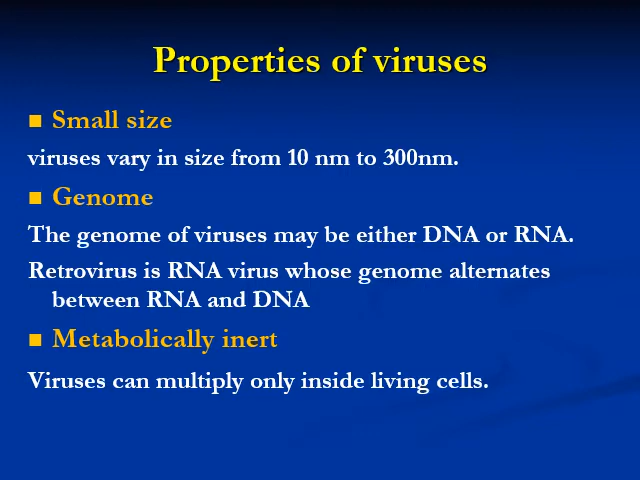 Properties of viruses
■ Small size
viruses vary in size from 10 nm to 300nm.
■ Genome
The genome of viruses may be either DNA or RNA.
Retrovirus is RNA virus whose genome alternates
between RNA and DNA
■ Metabolically inert
Viruses can multiply only inside living cells.